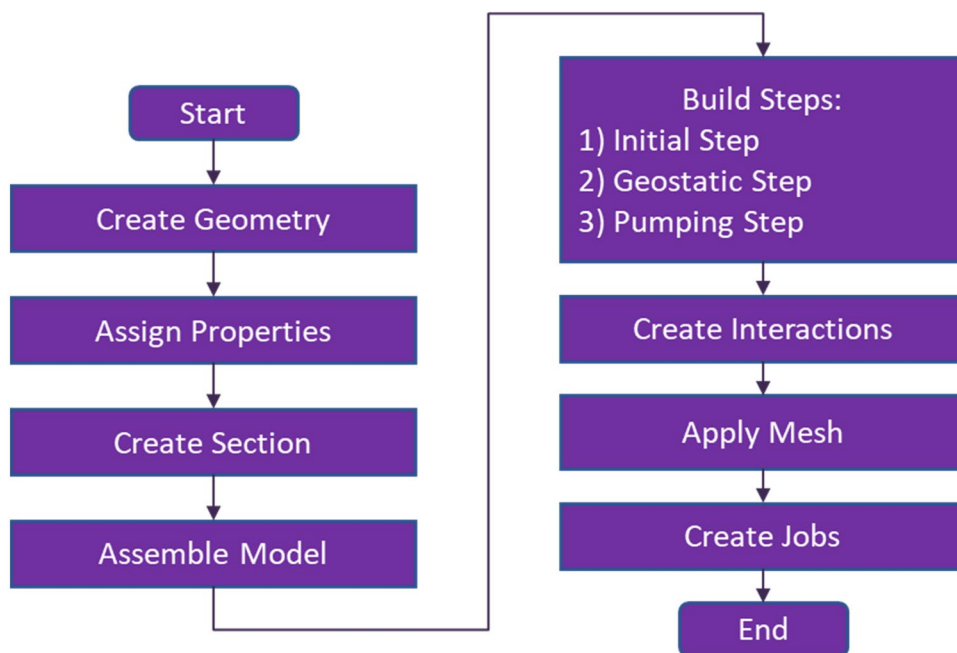 Start
Create Geometry
Assign Properties
Create Section
Assemble Model
Build Steps:
1) Initial Step
2) Geostatic Step
3) Pumping Step
Create Interactions
Apply Mesh
Create Jobs
End